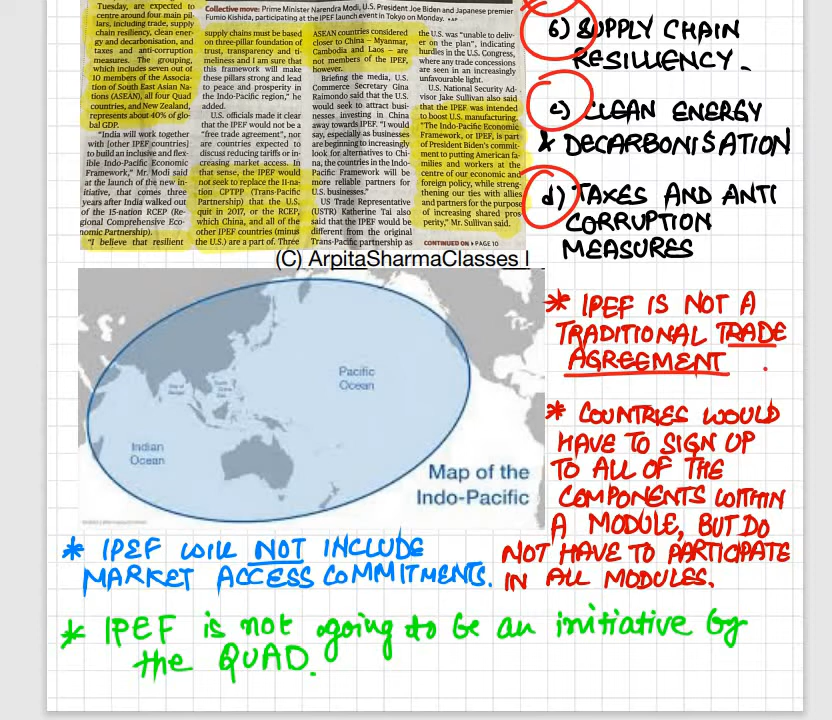 Tuesday, are expected to
centre around four main pil-
lars, including trade, supply
chain resiliency, clean ener-
gy and decarbonisation, and
taxes and anti-corruption
measures. The grouping,
which includes seven out of
10 members of the Associa-
tion of South East Asian Na-
tions (ASEAN), all four Quad
countries, and New Zealand,
represents about 40% of glo-
bal GDP.
"India will work together
with [other IPEF countries]
to build an inclusive and flex-
ible Indo-Pacific Economic
Framework," Mr. Modi said
at the launch of the new in-
itiative, that comes three
years after India walked out
of the 15-nation RCEP (Re-
gional Comprehensive Eco-
nomic Partnership).
"I believe that resilient
Collective move: Prime Minister Narendra Modi, U.S. President Joe Biden and Japanese premier
Fumio Kishida, participating at the IPEF launch event in Tokyo on Monday. • AP
supply chains must be based
on three-pillar foundation of
trust, transparency and ti-
meliness and I am sure that
this framework will make
these pillars strong and lead
to peace and prosperity in
the Indo-Pacific region," he
added.
U.S. officials made it clear
that the IPEF would not be a
"free trade agreement", nor
are countries expected to
discuss reducing tariffs or in-
creasing market access. In
that sense, the IPEF would
not seek to replace the 11-na-
tion CPTPP (Trans-Pacific
Partnership) that the U.S.
quit in 2017, or the RCEP,
which China, and all of the
other IPEF countries (minus
the U.S.) are a part of. Three
ASEAN countries considered
closer to China – Myanmar,
Cambodia and Laos – are
not members of the IPEF,
however.
Briefing the media, U.S.
Commerce Secretary Gina
Raimondo said that the U.S.
would seek to attract busi-
nesses investing in China
away towards IPEF. "I would
say, especially as businesses
are beginning to increasingly
look for alternatives to Chi-
na, the countries in the Indo
Pacific Framework will be
more reliable partners for
U.S. businesses."
US Trade Representative
(USTR) Katherine Tai also
said that the IPEF would be
different from the original
Trans-Pacific partnership as
the U.S. was "unable to deliv-
er on the plan", indicating
hurdles in the U.S. Congress,
where any trade concessions
are seen in an increasingly
unfavourable light.
U.S. National Security Ad-
visor Jake Sullivan also said
that the IPEF was intended
to boost U.S. manufacturing.
"The Indo-Pacific Economic
Framework, or IPEF, is part
of President Biden's commit-
ment to putting American fa-
milies and workers at the
centre of our economic and
foreign policy, while streng-
thening our ties with allies
and partners for the purpose
of increasing shared pros-
perity," Mr. Sullivan said.
CONTINUED ON ▸ PAGE 10
(C) ArpitaSharmaClasses I
b) SUPPLY CHAIN
RESILIENCY.
c) CLEAN ENERGY
& DECARBONISATION
d) TAXES AND ANTI
CORRUPTION
MEASURES
* IPEF IS NOT A
TRADITIONAL TRADE
AGREEMENT.
* COUNTRIES WOULD
HAVE TO SIGN UP
TO ALL OF THE
COMPONENTS WITHIN
A MODULE, BUT DO
NOT HAVE TO PARTICIPATE
IN ALL MODULES.
Pacific
Ocean
Bay of
Bengal
South
China
Sea
Indian
Ocean
Map of the
Indo-Pacific
* IPEF WILL NOT INCLUDE
MARKET ACCESS COMMITMENTS.
* IPEF is not going to be an initiative by
the QUAD.